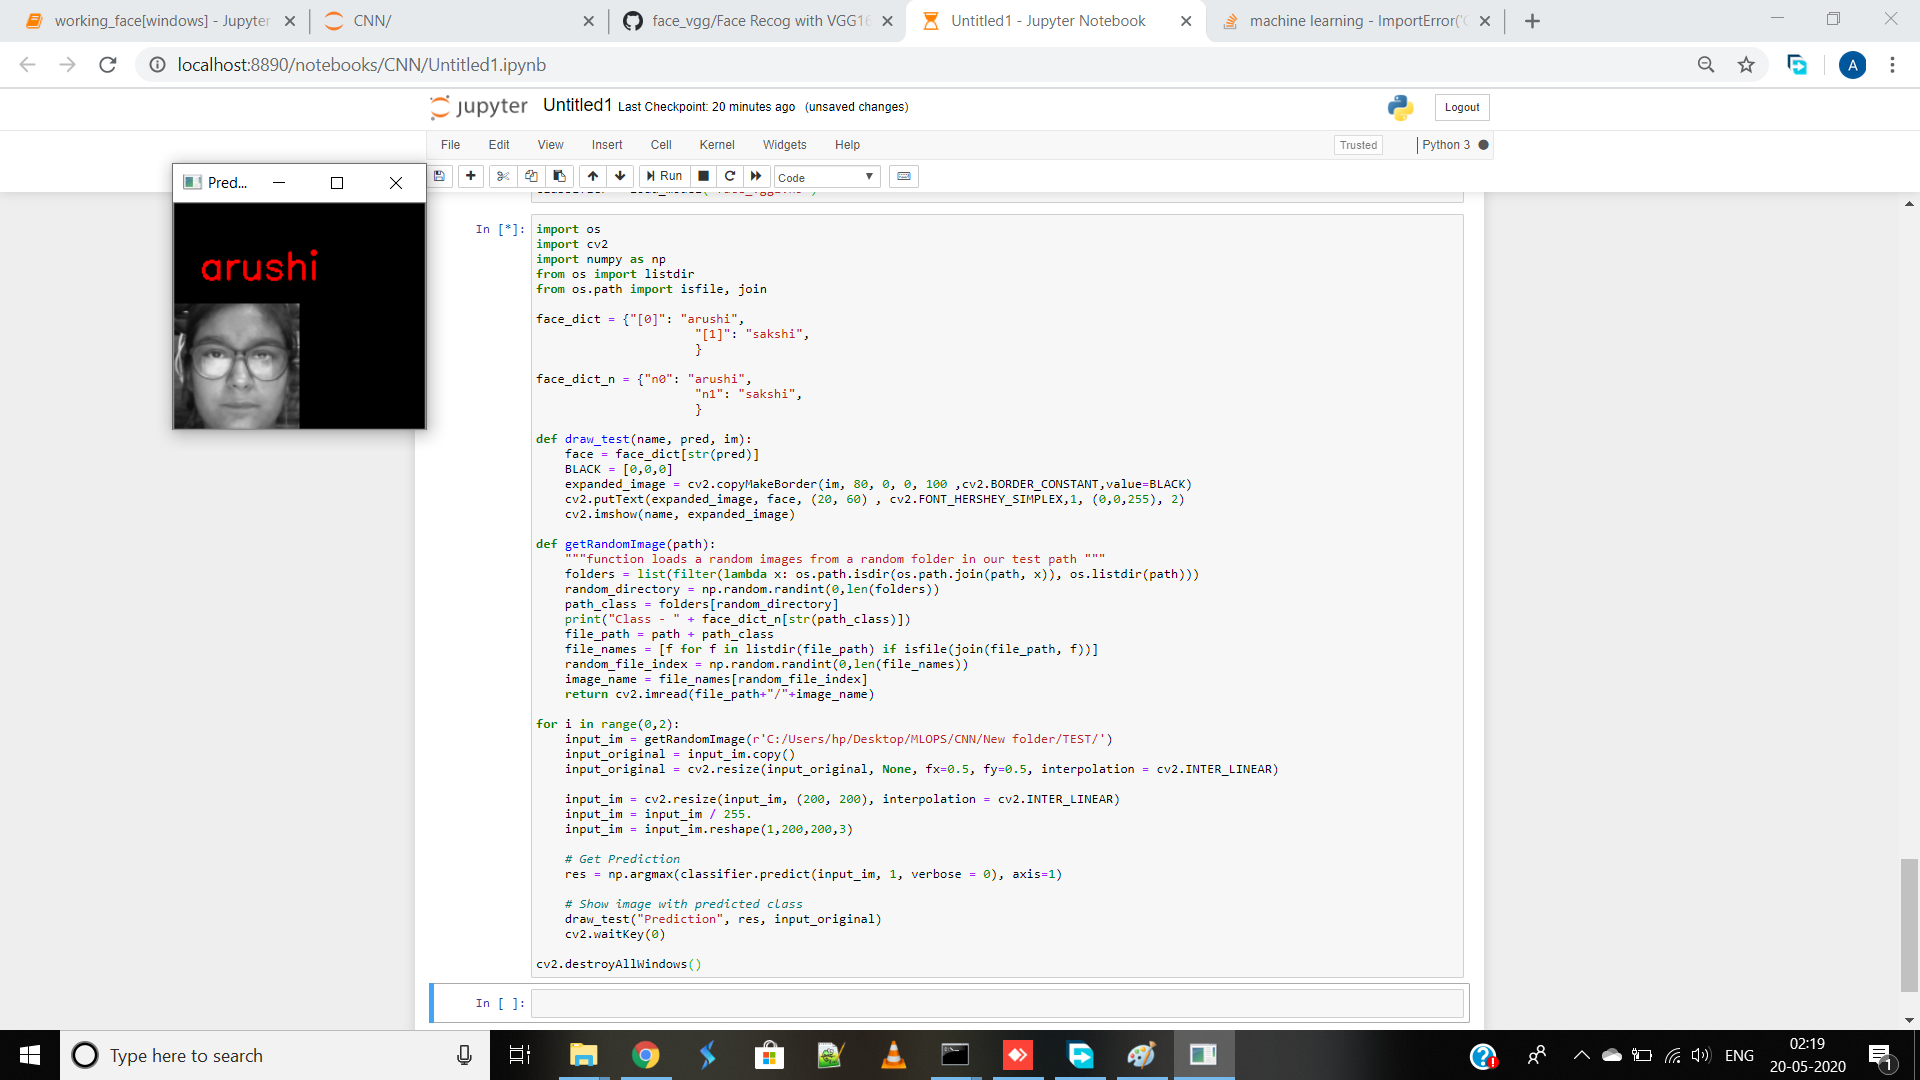 working_face[windows] - Jupyter
CNN/
face_vgg/Face Recog with VGG16
Untitled1 - Jupyter Notebook
machine learning - ImportError('
localhost:8890/notebooks/CNN/Untitled1.ipynb
A
jupyter Untitled1 Last Checkpoint: 20 minutes ago (unsaved changes)
Logout
File Edit View Insert Cell Kernel Widgets Help
Trusted
Python 3
Run
Code
Pred...
arushi
In [*]:
import os
import cv2
import numpy as np
from os import listdir
from os.path import isfile, join
face_dict = {"[0]": "arushi",
"[1]": "sakshi",
}
face_dict_n = {"n0": "arushi",
"n1": "sakshi",
}
def draw_test(name, pred, im):
face = face_dict[str(pred)]
BLACK = [0,0,0]
expanded_image = cv2.copyMakeBorder(im, 80, 0, 0, 100 ,cv2.BORDER_CONSTANT,value=BLACK)
cv2.putText(expanded_image, face, (20, 60) , cv2.FONT_HERSHEY_SIMPLEX,1, (0,0,255), 2)
cv2.imshow(name, expanded_image)
def getRandomImage(path):
"""function loads a random images from a random folder in our test path """
folders = list(filter(lambda x: os.path.isdir(os.path.join(path, x)), os.listdir(path)))
random_directory = np.random.randint(0,len(folders))
path_class = folders[random_directory]
print("Class - " + face_dict_n[str(path_class)])
file_path = path + path_class
file_names = [f for f in listdir(file_path) if isfile(join(file_path, f))]
random_file_index = np.random.randint(0,len(file_names))
image_name = file_names[random_file_index]
return cv2.imread(file_path+"/"+image_name)
for i in range(0,2):
input_im = getRandomImage(r'C:/Users/hp/Desktop/MLOPS/CNN/New folder/TEST/')
input_original = input_im.copy()
input_original = cv2.resize(input_original, None, fx=0.5, fy=0.5, interpolation = cv2.INTER_LINEAR)
input_im = cv2.resize(input_im, (200, 200), interpolation = cv2.INTER_LINEAR)
input_im = input_im / 255.
input_im = input_im.reshape(1,200,200,3)
# Get Prediction
res = np.argmax(classifier.predict(input_im, 1, verbose = 0), axis=1)
# Show image with predicted class
draw_test("Prediction", res, input_original)
cv2.waitKey(0)
cv2.destroyAllWindows()
In [ ]:
Type here to search
ENG
02:19
20-05-2020
1